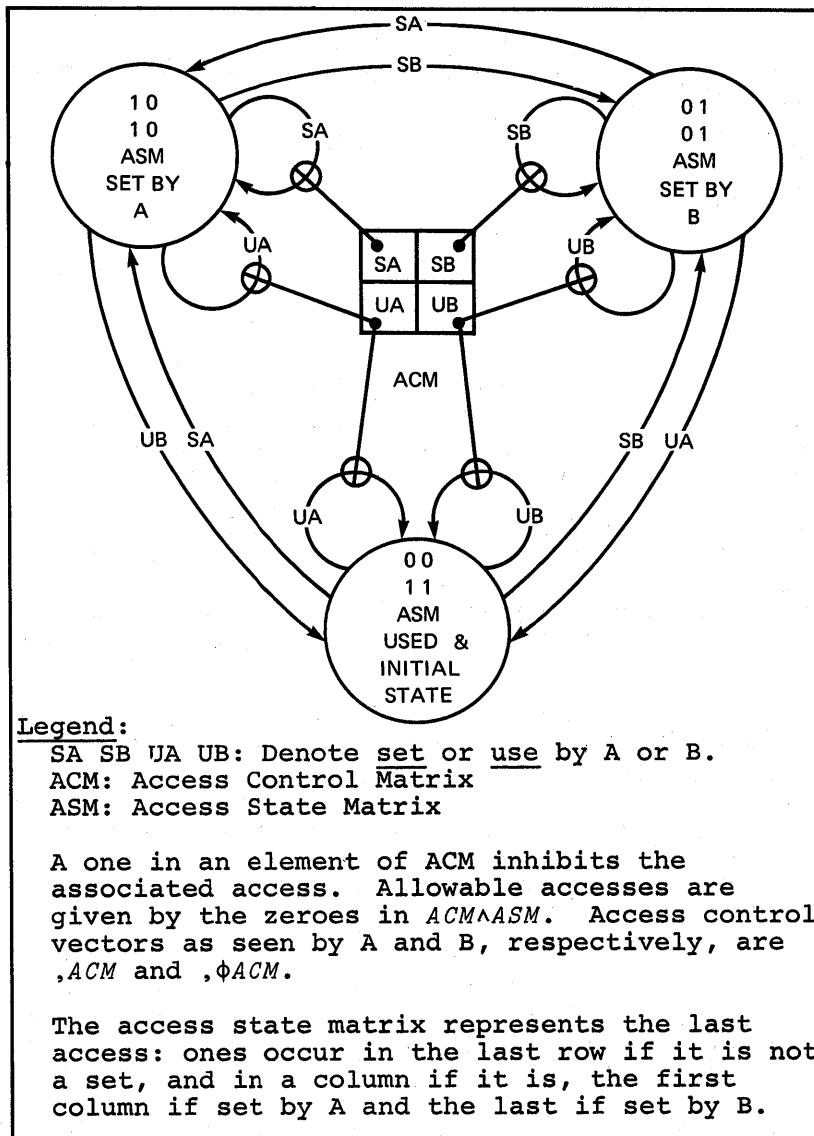 SA
SB
1 0
1 0
ASM
SET BY
A
SA
UA
0 1
0 1
ASM
SET BY
B
SB
UB
SA SB
UA UB
ACM
UB SA
SB UA
UA
UB
0 0
1 1
ASM
USED &
INITIAL
STATE
Legend:
SA SB UA UB: Denote set or use by A or B.
ACM: Access Control Matrix
ASM: Access State Matrix
A one in an element of ACM inhibits the
associated access. Allowable accesses are
given by the zeroes in ACM∧ASM. Access control
vectors as seen by A and B, respectively, are
,ACM and ,⌽ACM.
The access state matrix represents the last
access: ones occur in the last row if it is not
a set, and in a column if it is, the first
column if set by A and the last if set by B.